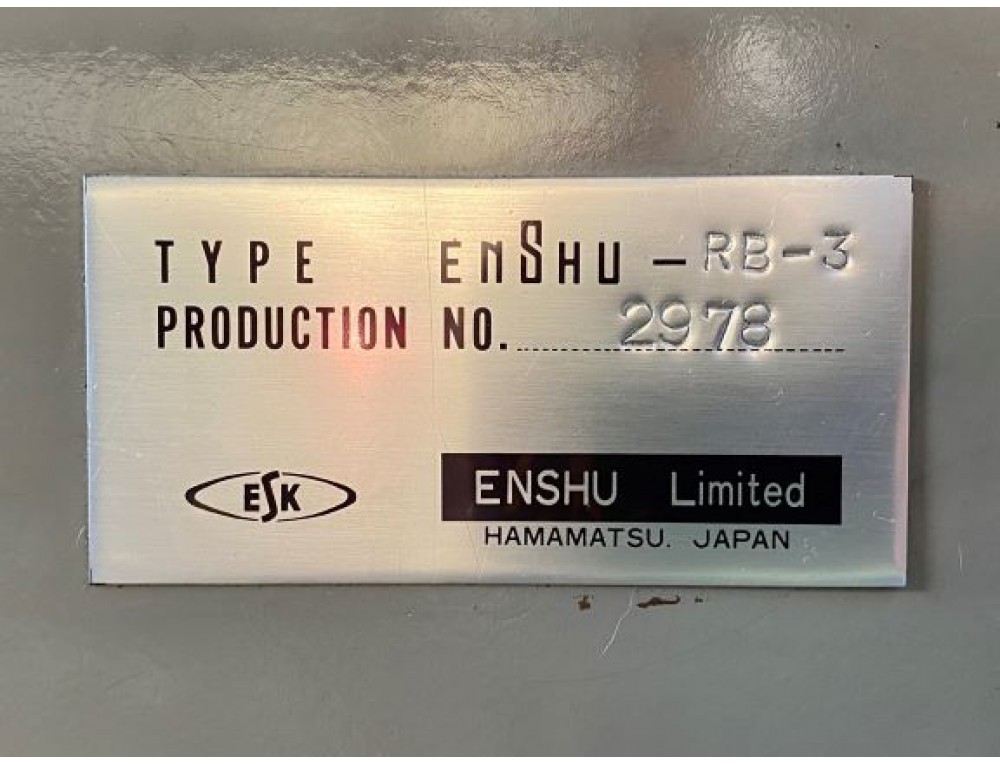 TYPE ENSHU-RB-3
PRODUCTION NO. 2978
ESK
ENSHU Limited
HAMAMATSU. JAPAN